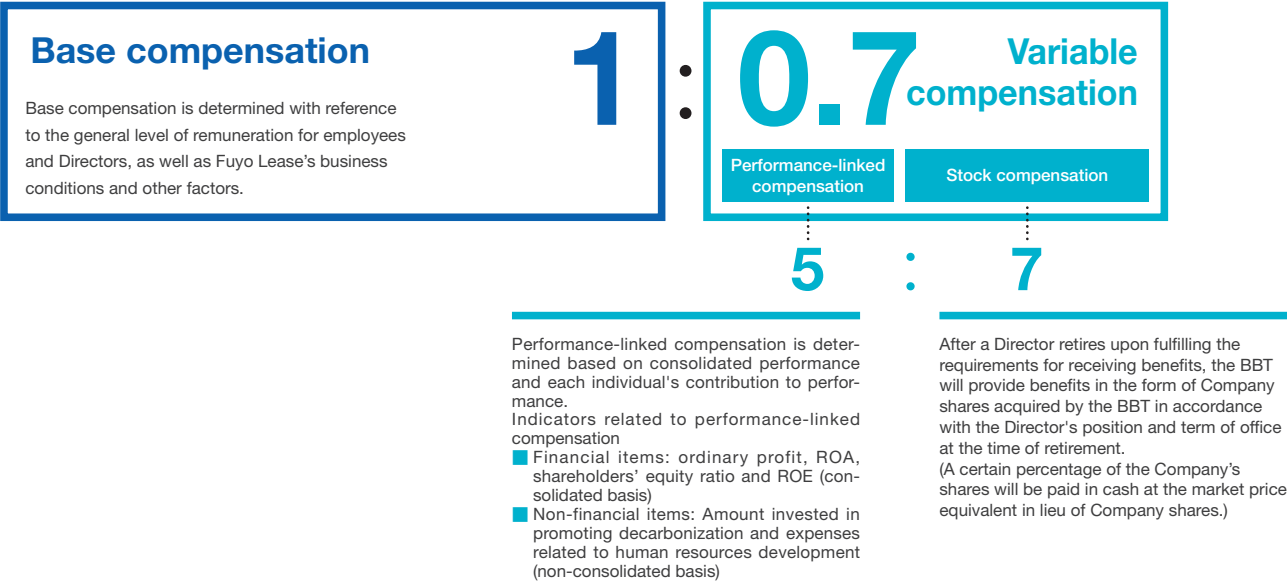 Base compensation
Base compensation is determined with reference
to the general level of remuneration for employees
and Directors, as well as Fuyo Lease's business
conditions and other factors.
1
:
0.7
Variable
compensation
Performance-linked
compensation
Stock compensation
5
:
7
Performance-linked compensation is deter-
mined based on consolidated performance
and each individual's contribution to perfor-
mance.
Indicators related to performance-linked
compensation
■ Financial items: ordinary profit, ROA,
shareholders' equity ratio and ROE (con-
solidated basis)
■ Non-financial items: Amount invested in
promoting decarbonization and expenses
related to human resources development
(non-consolidated basis)
After a Director retires upon fulfilling the
requirements for receiving benefits, the BBT
will provide benefits in the form of Company
shares acquired by the BBT in accordance
with the Director's position and term of office
at the time of retirement.
(A certain percentage of the Company's
shares will be paid in cash at the market price
equivalent in lieu of Company shares.)